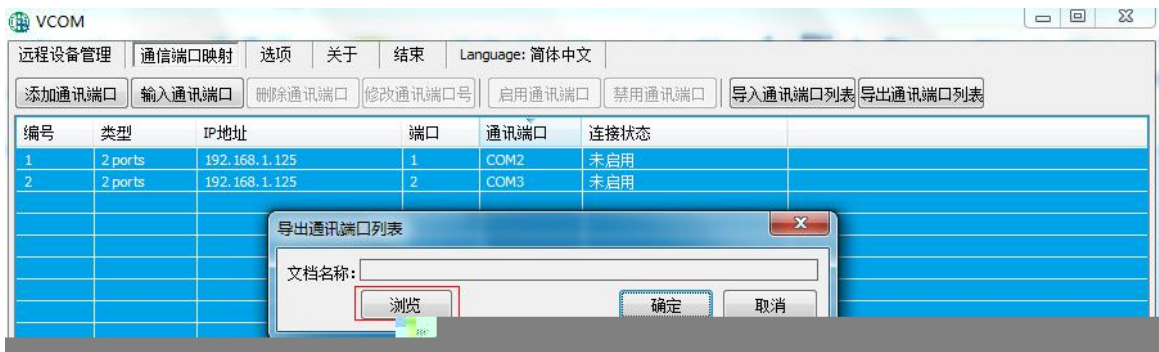 VCOM
远程设备管理 通信端口映射 选项 关于 结束 Language: 简体中文
添加通讯端口 输入通讯端口 删除通讯端口 修改通讯端口号 启用通讯端口 禁用通讯端口 导入通讯端口列表 导出通讯端口列表
编号 类型 IP地址 端口 通讯端口 连接状态
1 2 ports 192.168.1.125 1 COM2 未启用
2 2 ports 192.168.1.125 2 COM3 未启用
导出通讯端口列表
文档名称:
浏览 确定 取消